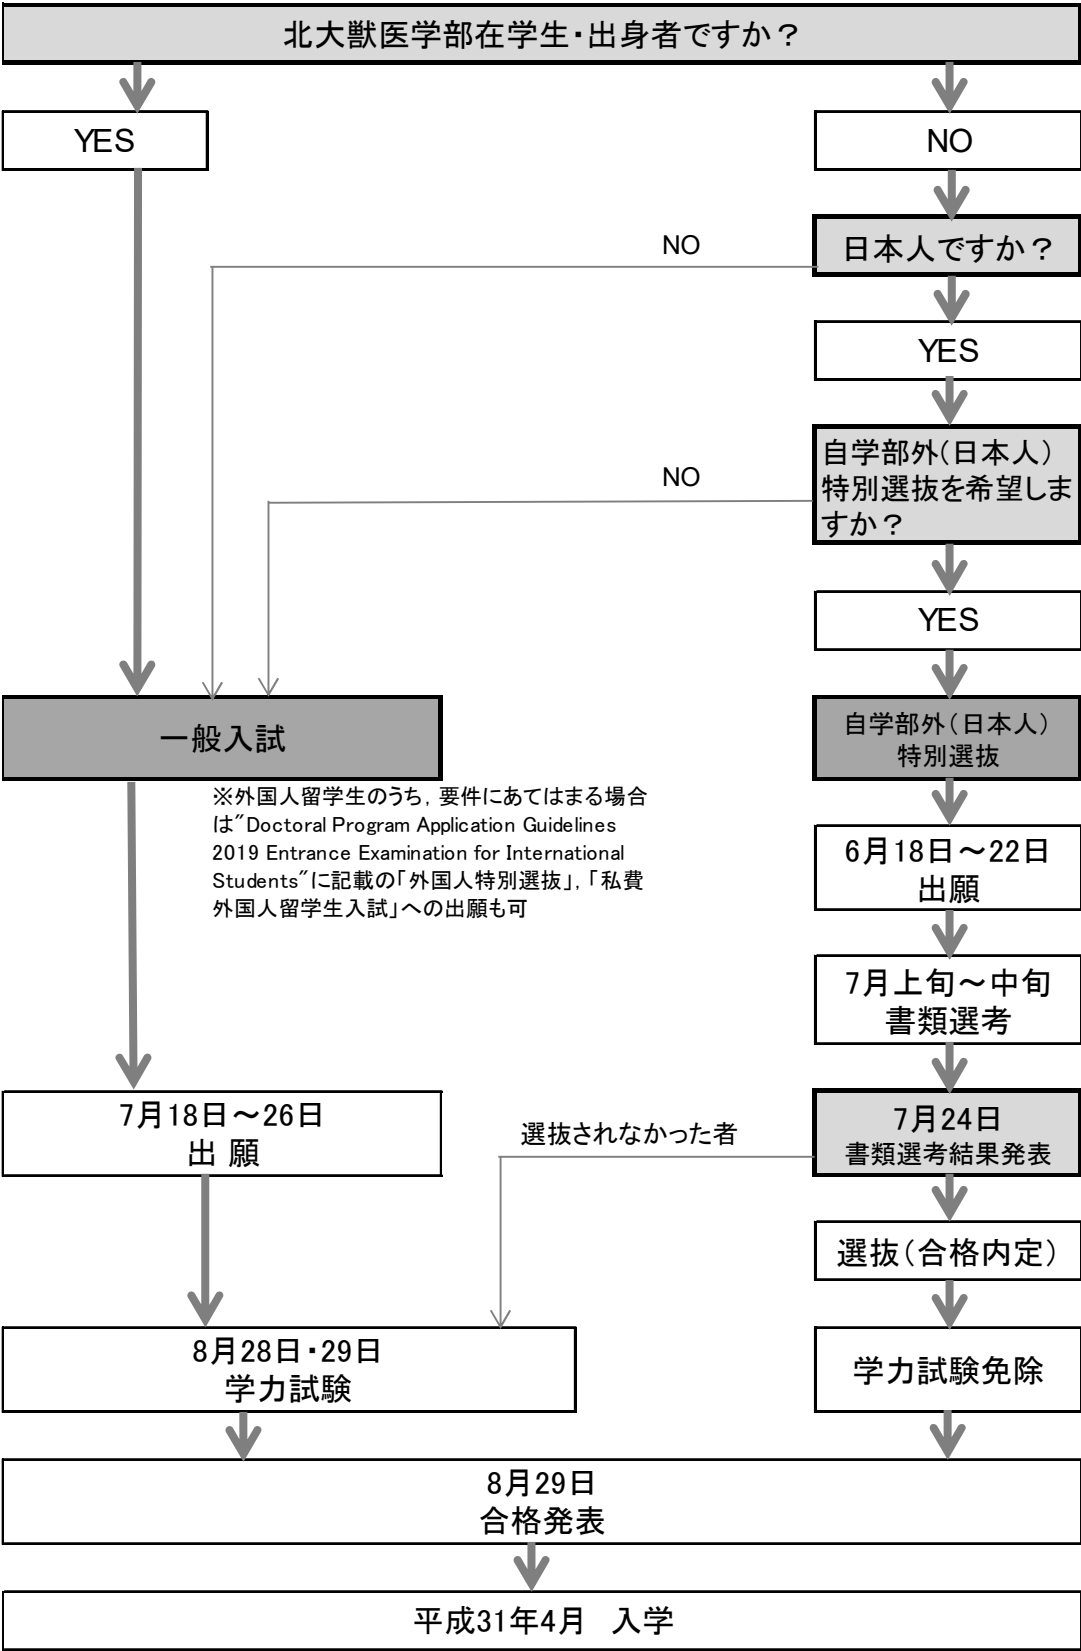 北大獣医学部在学生・出身者ですか？
YES
NO
NO
日本人ですか？
YES
NO
自学部外（日本人）
特別選抜を希望しま
すか？
YES
一般入試
自学部外（日本人）
特別選抜
※外国人留学生のうち，要件にあてはまる場合
は"Doctoral Program Application Guidelines
2019 Entrance Examination for International
Students"に記載の「外国人特別選抜」，「私費
外国人留学生入試」への出願も可
6月18日～22日
出願
7月上旬～中旬
書類選考
7月18日～26日
出 願
選抜されなかった者
7月24日
書類選考結果発表
選抜（合格内定）
8月28日・29日
学力試験
学力試験免除
8月29日
合格発表
平成31年4月　入学